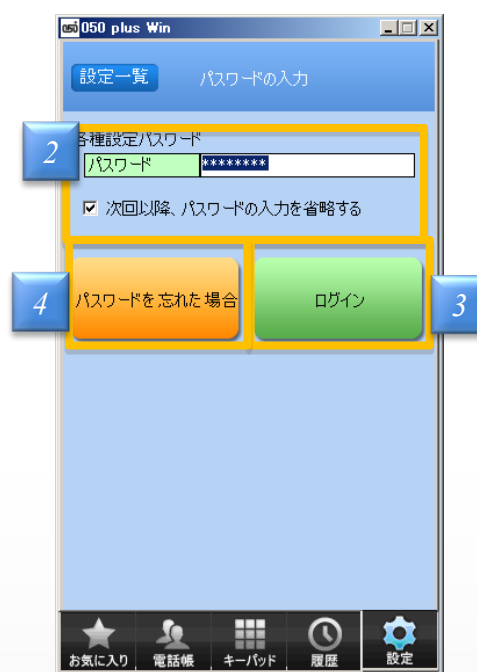 050 plus Win
設定一覧 パスワードの入力
各種設定パスワード
2
パスワード ********
次回以降、パスワードの入力を省略する
4 パスワードを忘れた場合 ログイン 3
お気に入り 電話帳 キーパッド 履歴 設定